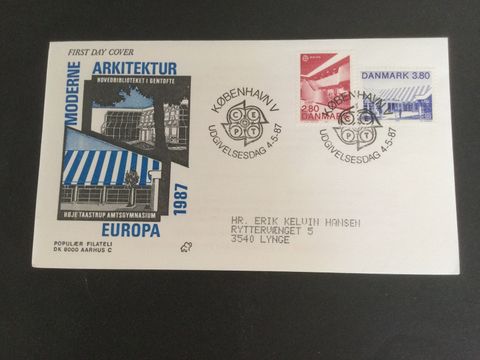 FIRST DAY COVER
MODERNE
ARKITEKTUR
HOVEDBIBLIOTEKET I GENTOFTE
HØJE TAASTRUP AMTSGYMNASIUM
EUROPA
1987
POPULÆR FILATELI
DK 8000 AARHUS C
KØBENHAVN V
C E
P T
UDGIVELSESDAG 4-5-87
2.80
DANMARK
DANMARK 3.80
KØBENHAVN V
C E
P T
UDGIVELSESDAG 4-5-87
HR. ERIK KELVIN HANSEN
RYTTERVÆNGET 5
3540 LYNGE